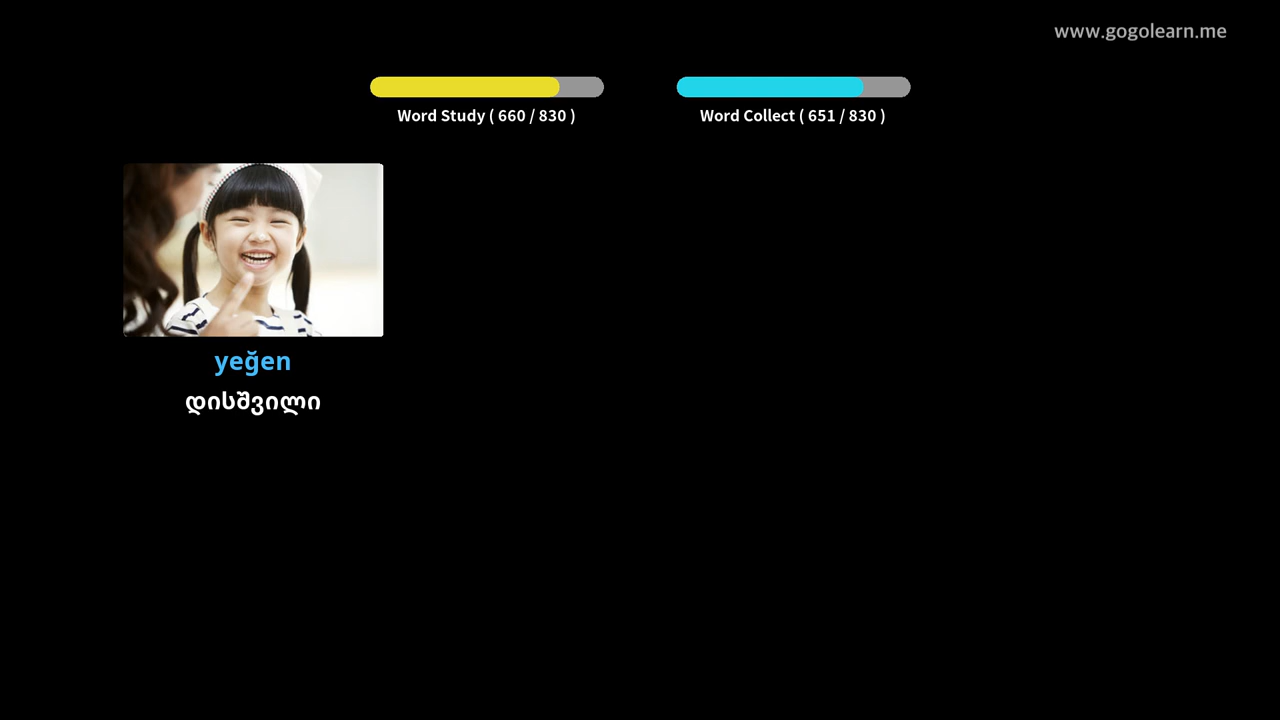 www.gogolearn.me
Word Study ( 660 / 830 )
Word Collect ( 651 / 830 )
yeğen
დისშვილი